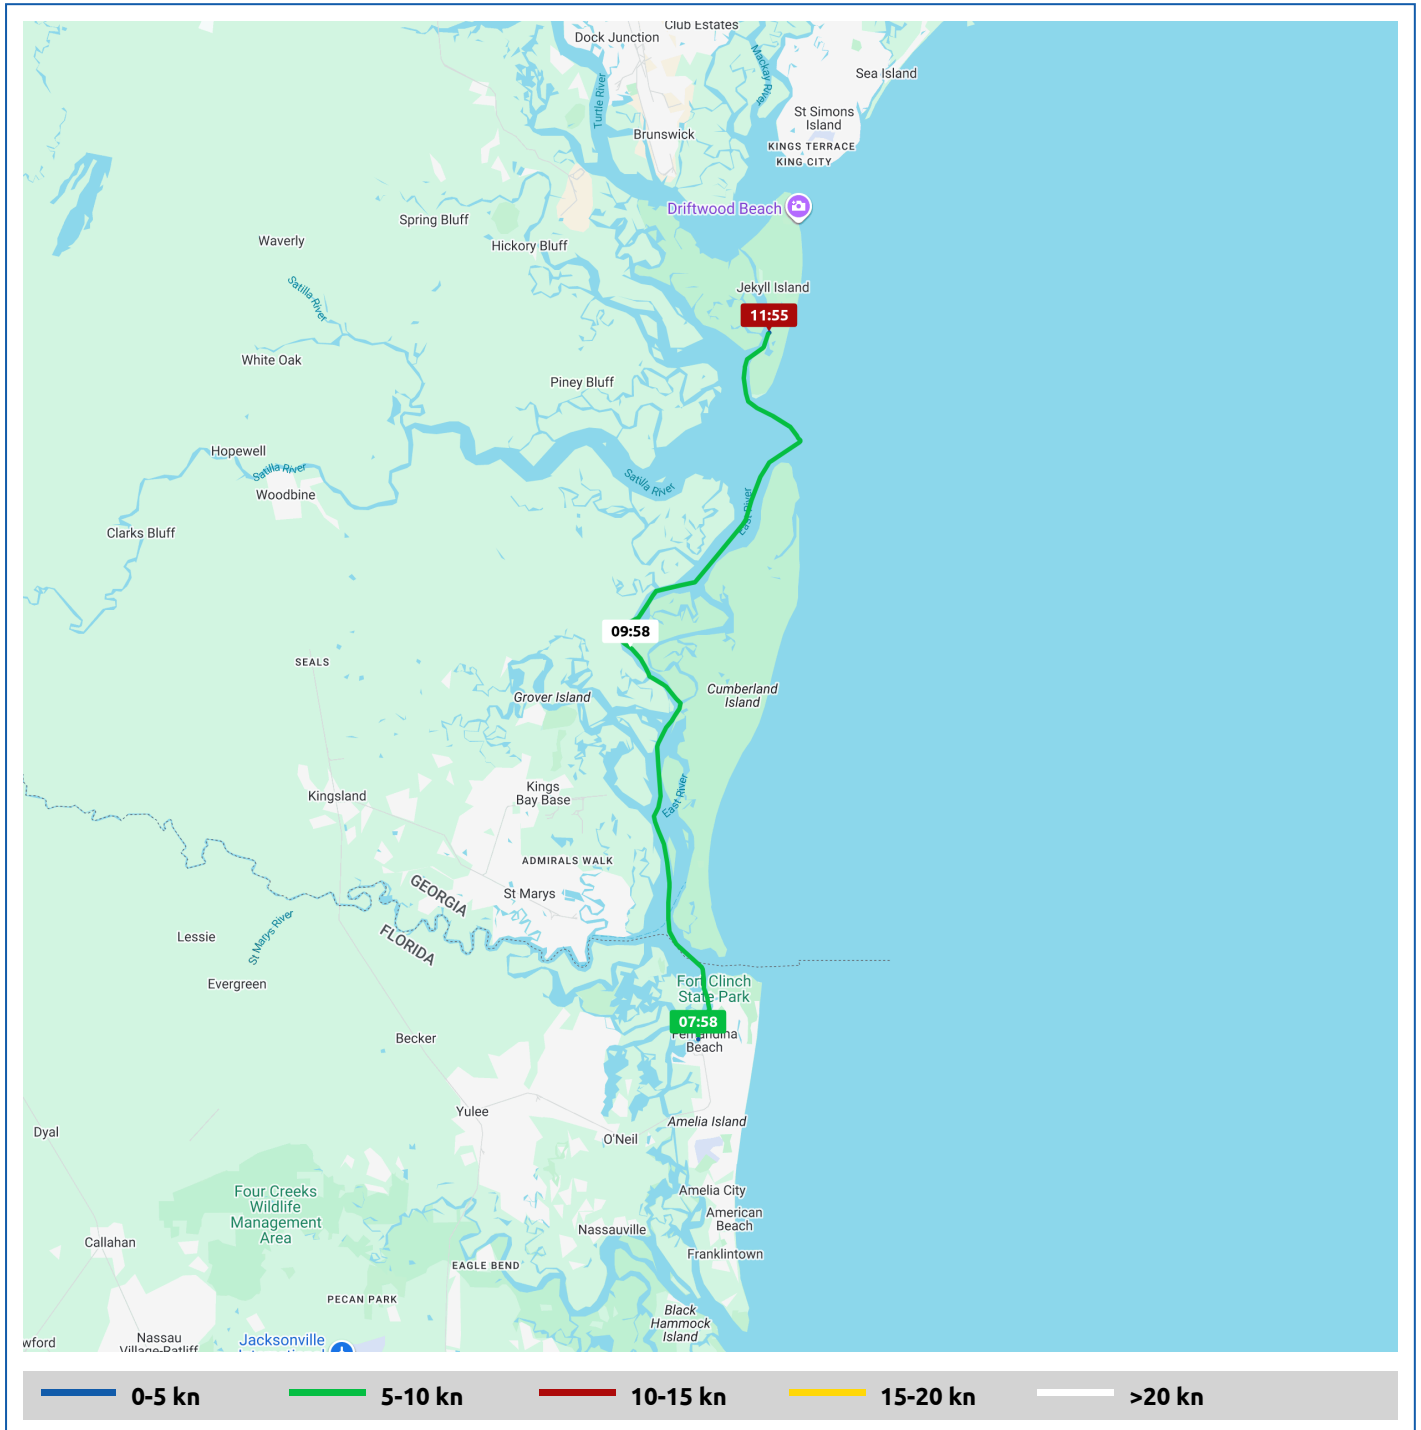 Club Estates
Dock Junction
Mackay River
Sea Island
Turtle River
St Simons
Island
Brunswick
KINGS TERRACE
KING CITY
Driftwood Beach
Spring Bluff
Waverly
Hickory Bluff
Satilla River
Jekyll Island
11:55
White Oak
Piney Bluff
Hopewell
Satilla River
Satilla River
Woodbine
East River
Clarks Bluff
09:58
SEALS
Grover Island
Cumberland
Island
Kings
Bay Base
Kingsland
East River
ADMIRALS WALK
GEORGIA
St Marys
St Marys River
FLORIDA
Lessie
Evergreen
Fort Clinch
State Park
07:58
Becker
Fernandina
Beach
Yulee
Amelia Island
Dyal
O'Neil
Four Creeks
Wildlife
Management
Area
Amelia City
American
Beach
Callahan
Nassauville
Franklintown
EAGLE BEND
PECAN PARK
Black
Hammock
Island
wford
Nassau
Village-Ratliff
Jacksonville
0-5 kn
5-10 kn
10-15 kn
15-20 kn
>20 kn